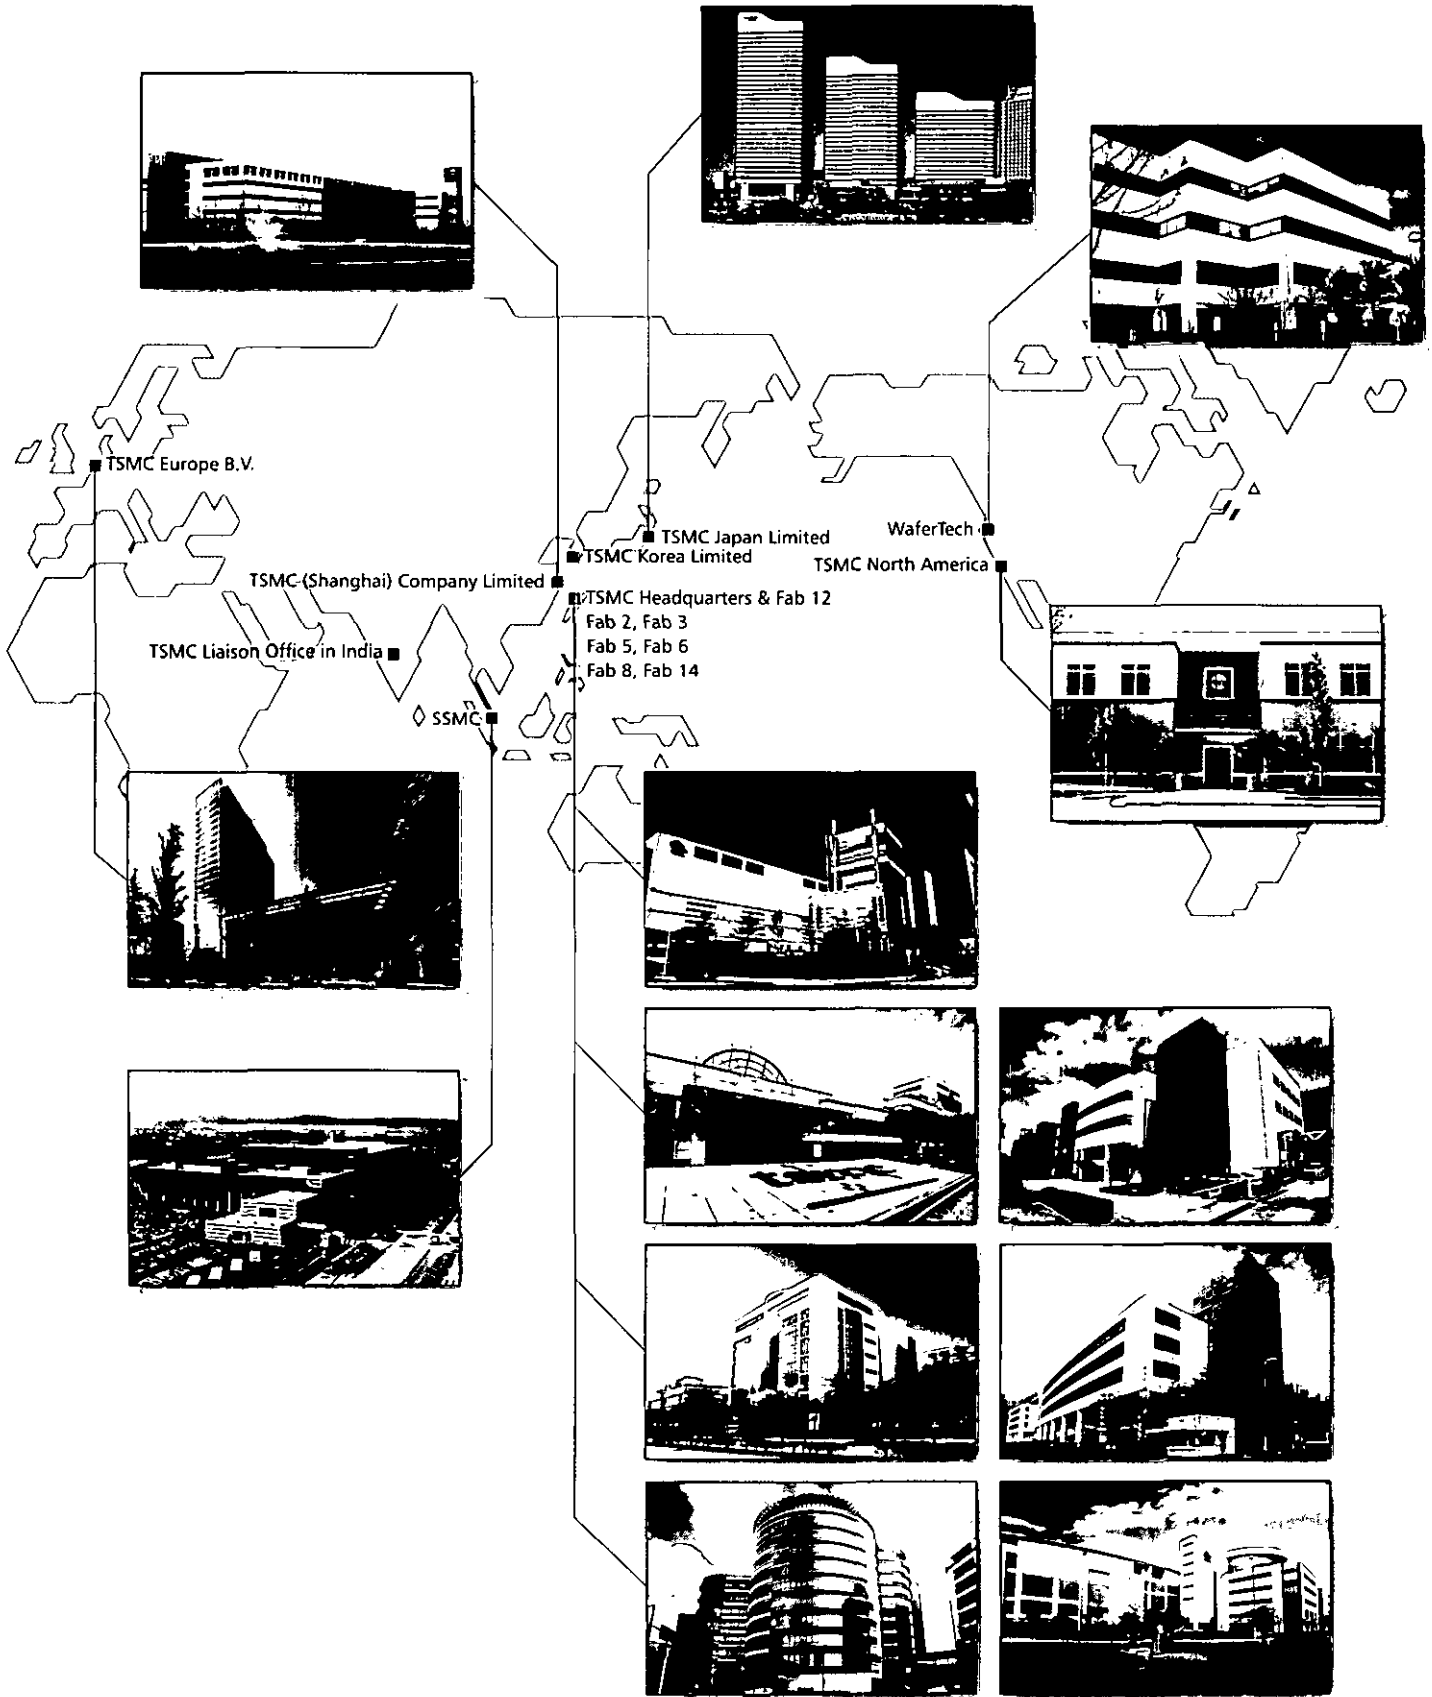 TSMC Europe B.V.
TSMC Japan Limited
WaferTech
TSMC Korea Limited
TSMC North America
TSMC (Shanghai) Company Limited
TSMC Headquarters & Fab 12
Fab 2, Fab 3
Fab 5, Fab 6
Fab 8, Fab 14
TSMC Liaison Office in India
SSMC